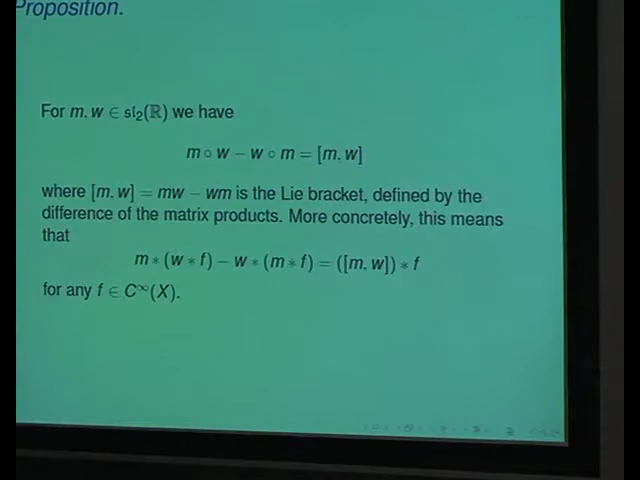 Proposition.
For m, w ∈ sl₂(ℝ) we have
m ∘ w − w ∘ m = [m, w]
where [m, w] = mw − wm is the Lie bracket, defined by the
difference of the matrix products. More concretely, this means
that
m ∗ (w ∗ f) − w ∗ (m ∗ f) = ([m, w]) ∗ f
for any f ∈ C^∞(X).